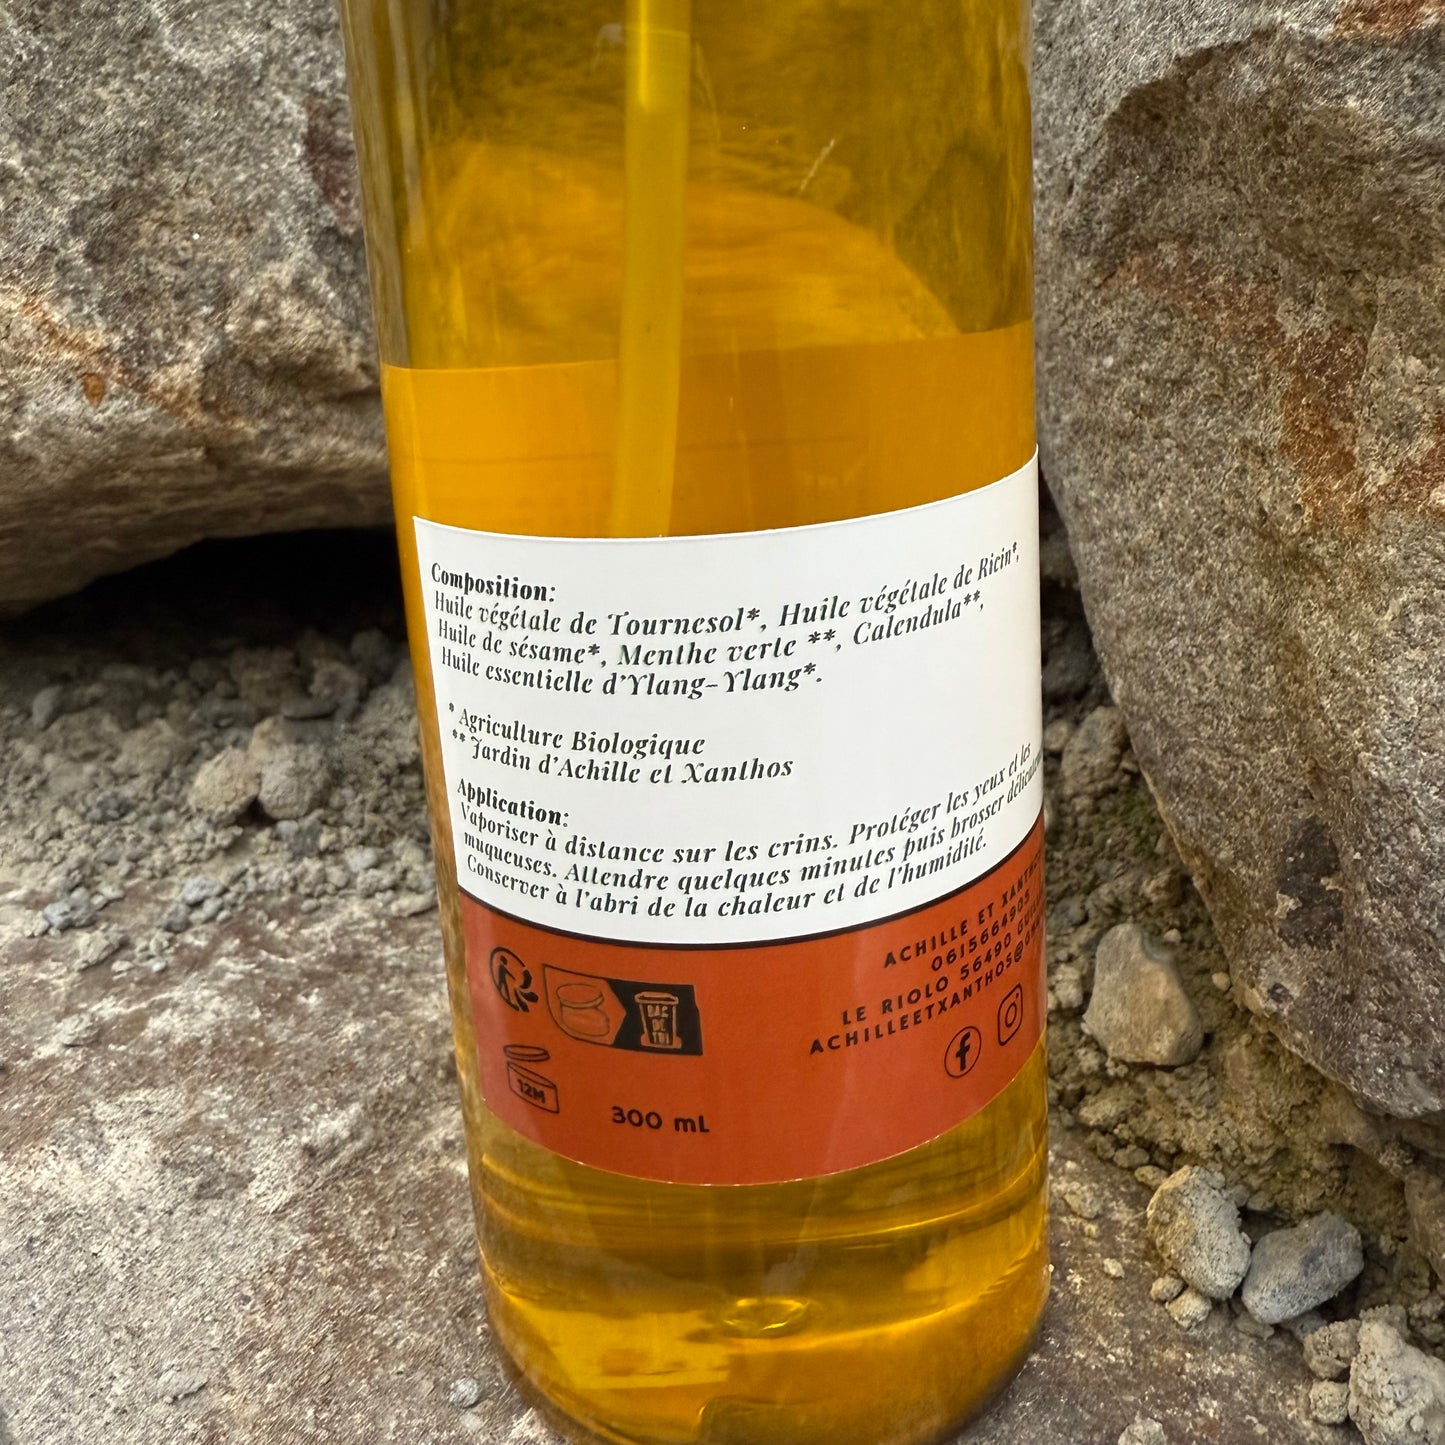 Composition:
Huile végétale de Tournesol*, Huile végétale de Ricin*,
Huile de sésame*, Menthe verte **, Calendula**,
Huile essentielle d'Ylang-Ylang*.
* Agriculture Biologique
** Jardin d'Achille et Xanthos
Application:
Vaporiser à distance sur les crins. Protéger les yeux et les
muqueuses. Attendre quelques minutes puis brosser
Conserver à l'abri de la chaleur et de l'humidité.
ACHILLE ET
0615664905
LE RIOLO 56490
ACHILLEETXANTHOS@
BAC
DE
TRI
12M
300 mL